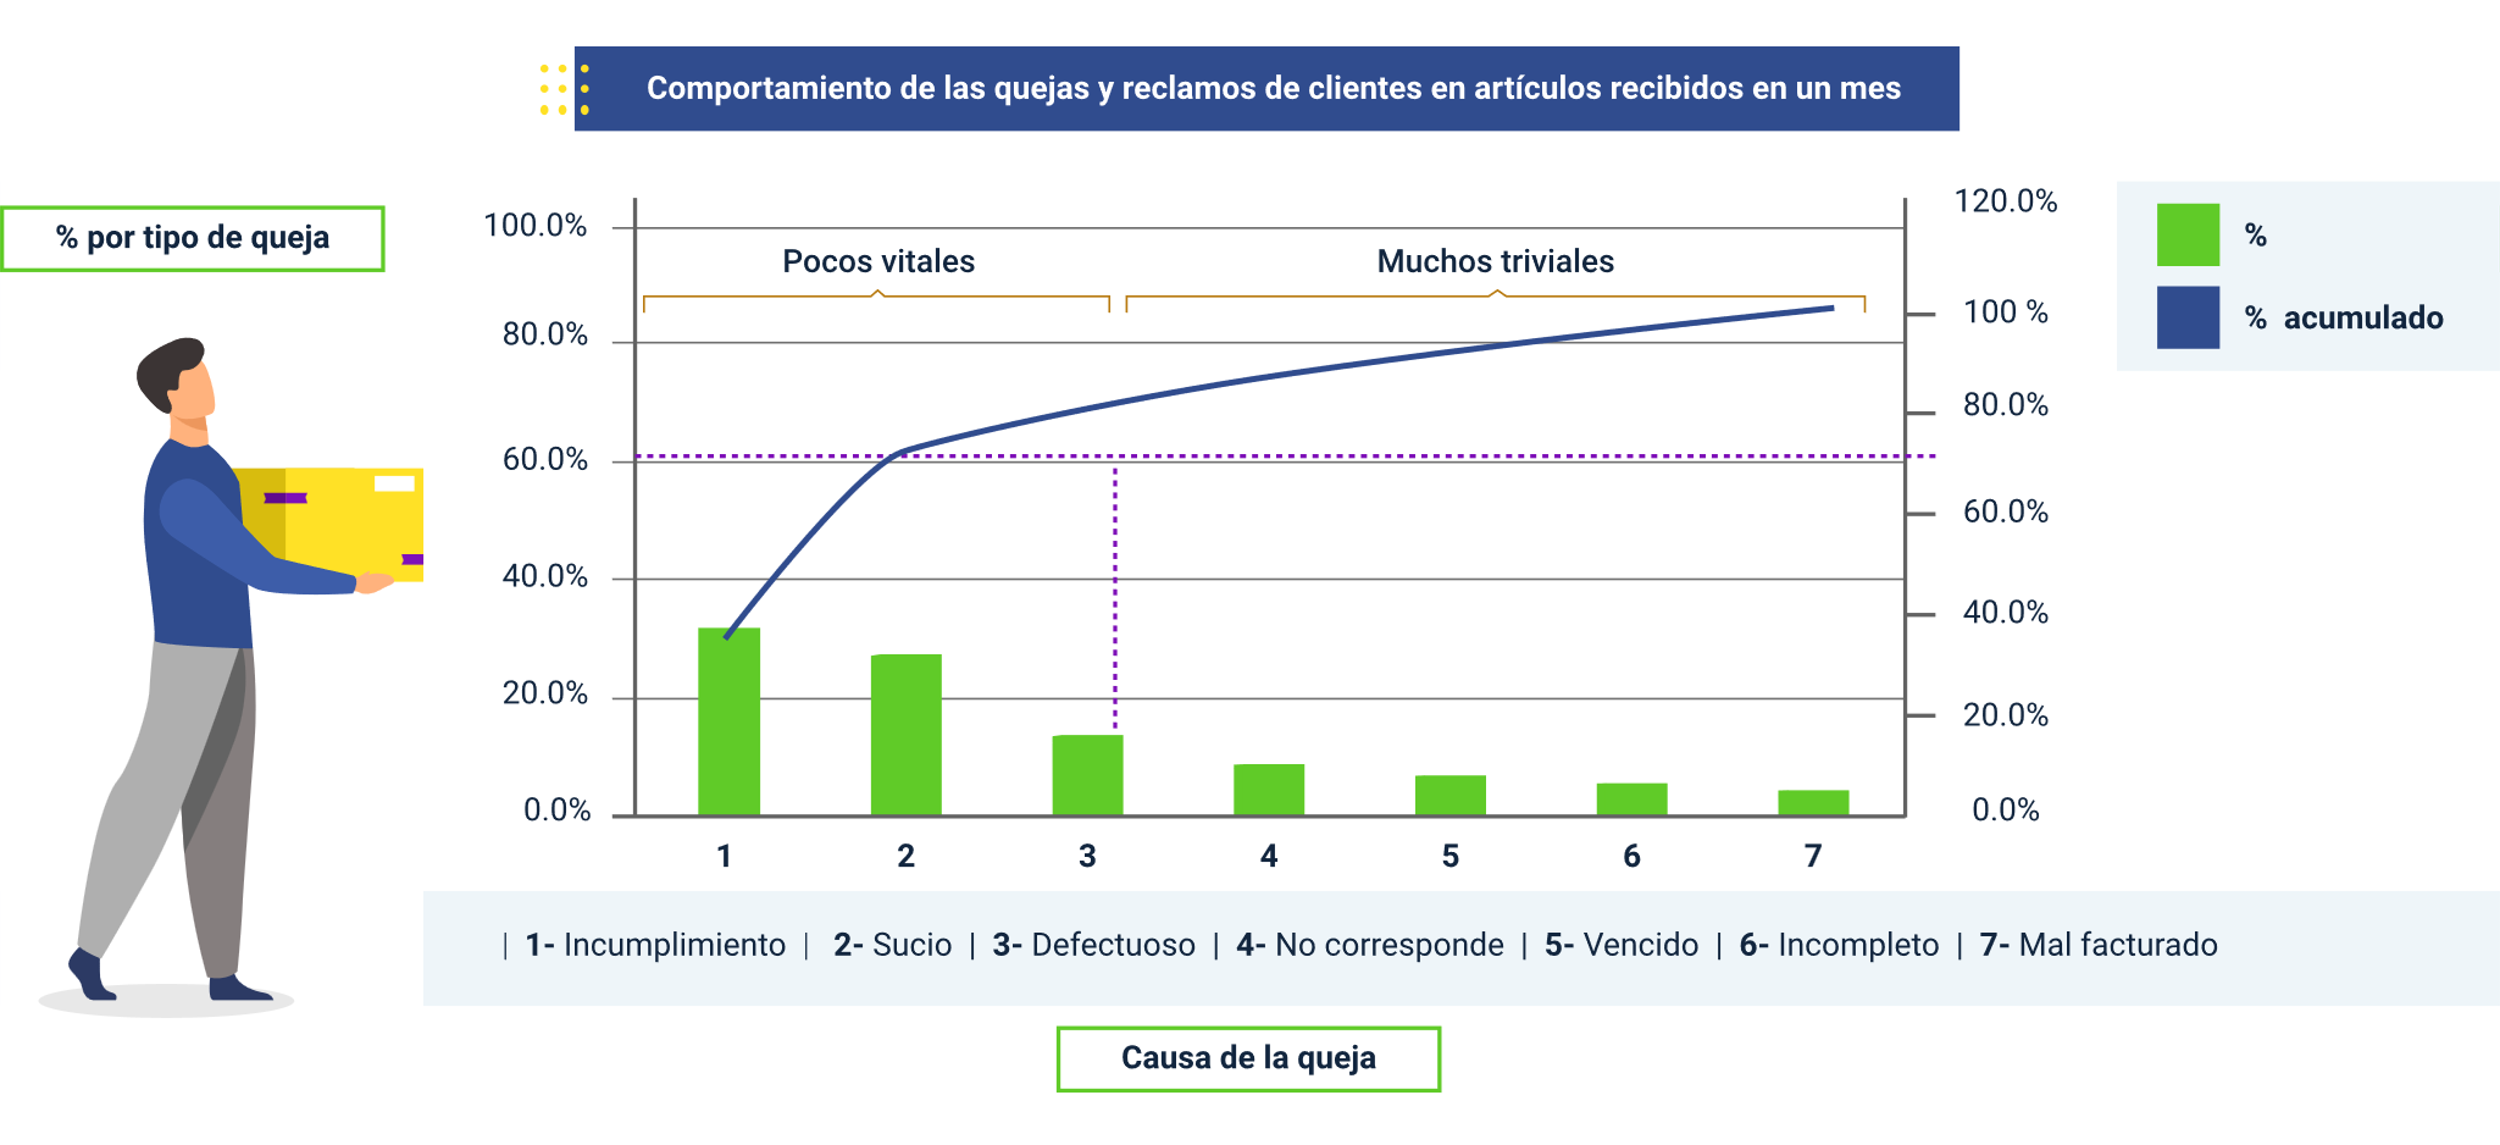 Comportamiento de las quejas y reclamos de clientes en artículos recibidos en un mes
% por tipo de queja
100.0%
80.0%
60.0%
40.0%
20.0%
0.0%
Pocos vitales
Muchos triviales
120.0%
100 %
80.0%
60.0%
40.0%
20.0%
0.0%
%
% acumulado
1 2 3 4 5 6 7
| 1- Incumplimiento | 2- Sucio | 3- Defectuoso | 4- No corresponde | 5- Vencido | 6- Incompleto | 7- Mal facturado
Causa de la queja